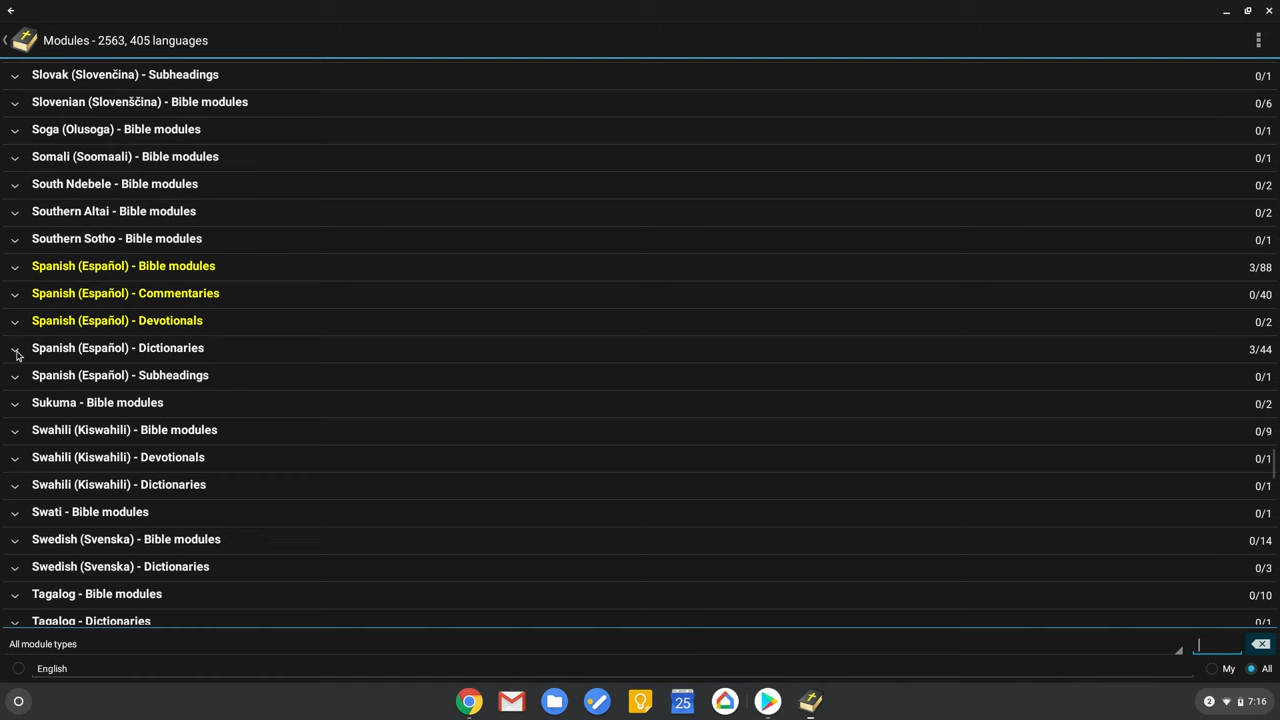 Modules - 2563, 405 languages
Slovak (Slovenčina) - Subheadings 0/1
Slovenian (Slovenščina) - Bible modules 0/6
Soga (Olusoga) - Bible modules 0/1
Somali (Soomaali) - Bible modules 0/1
South Ndebele - Bible modules 0/2
Southern Altai - Bible modules 0/2
Southern Sotho - Bible modules 0/1
Spanish (Español) - Bible modules 3/88
Spanish (Español) - Commentaries 0/40
Spanish (Español) - Devotionals 0/2
Spanish (Español) - Dictionaries 3/44
Spanish (Español) - Subheadings 0/1
Sukuma - Bible modules 0/2
Swahili (Kiswahili) - Bible modules 0/9
Swahili (Kiswahili) - Devotionals 0/1
Swahili (Kiswahili) - Dictionaries 0/1
Swati - Bible modules 0/1
Swedish (Svenska) - Bible modules 0/14
Swedish (Svenska) - Dictionaries 0/3
Tagalog - Bible modules 0/10
Tagalog - Dictionaries 0/1
All module types
English My All
25 2 7:16